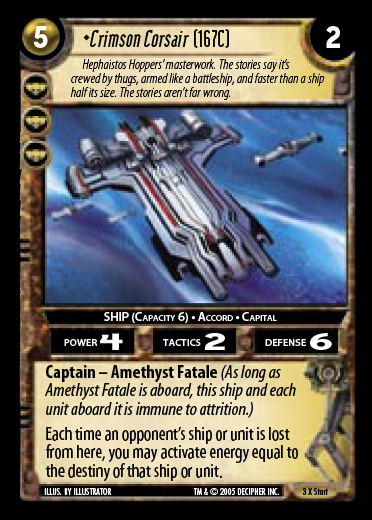 5
•Crimson Corsair (167C)
2
Hephaistos Hoppers' masterwork. The stories say it's
crewed by thugs, armed like a battleship, and faster than a ship
half its size. The stories aren't far wrong.
SHIP (CAPACITY 6) • ACCORD • CAPITAL
POWER 4
TACTICS 2
DEFENSE 6
Captain – Amethyst Fatale (As long as
Amethyst Fatale is aboard, this ship and each
unit aboard it is immune to attrition.)
Each time an opponent's ship or unit is lost
from here, you may activate energy equal to
the destiny of that ship or unit.
ILLUS. BY ILLUSTRATOR
TM & © 2005 DECIPHER INC.
3 X Start